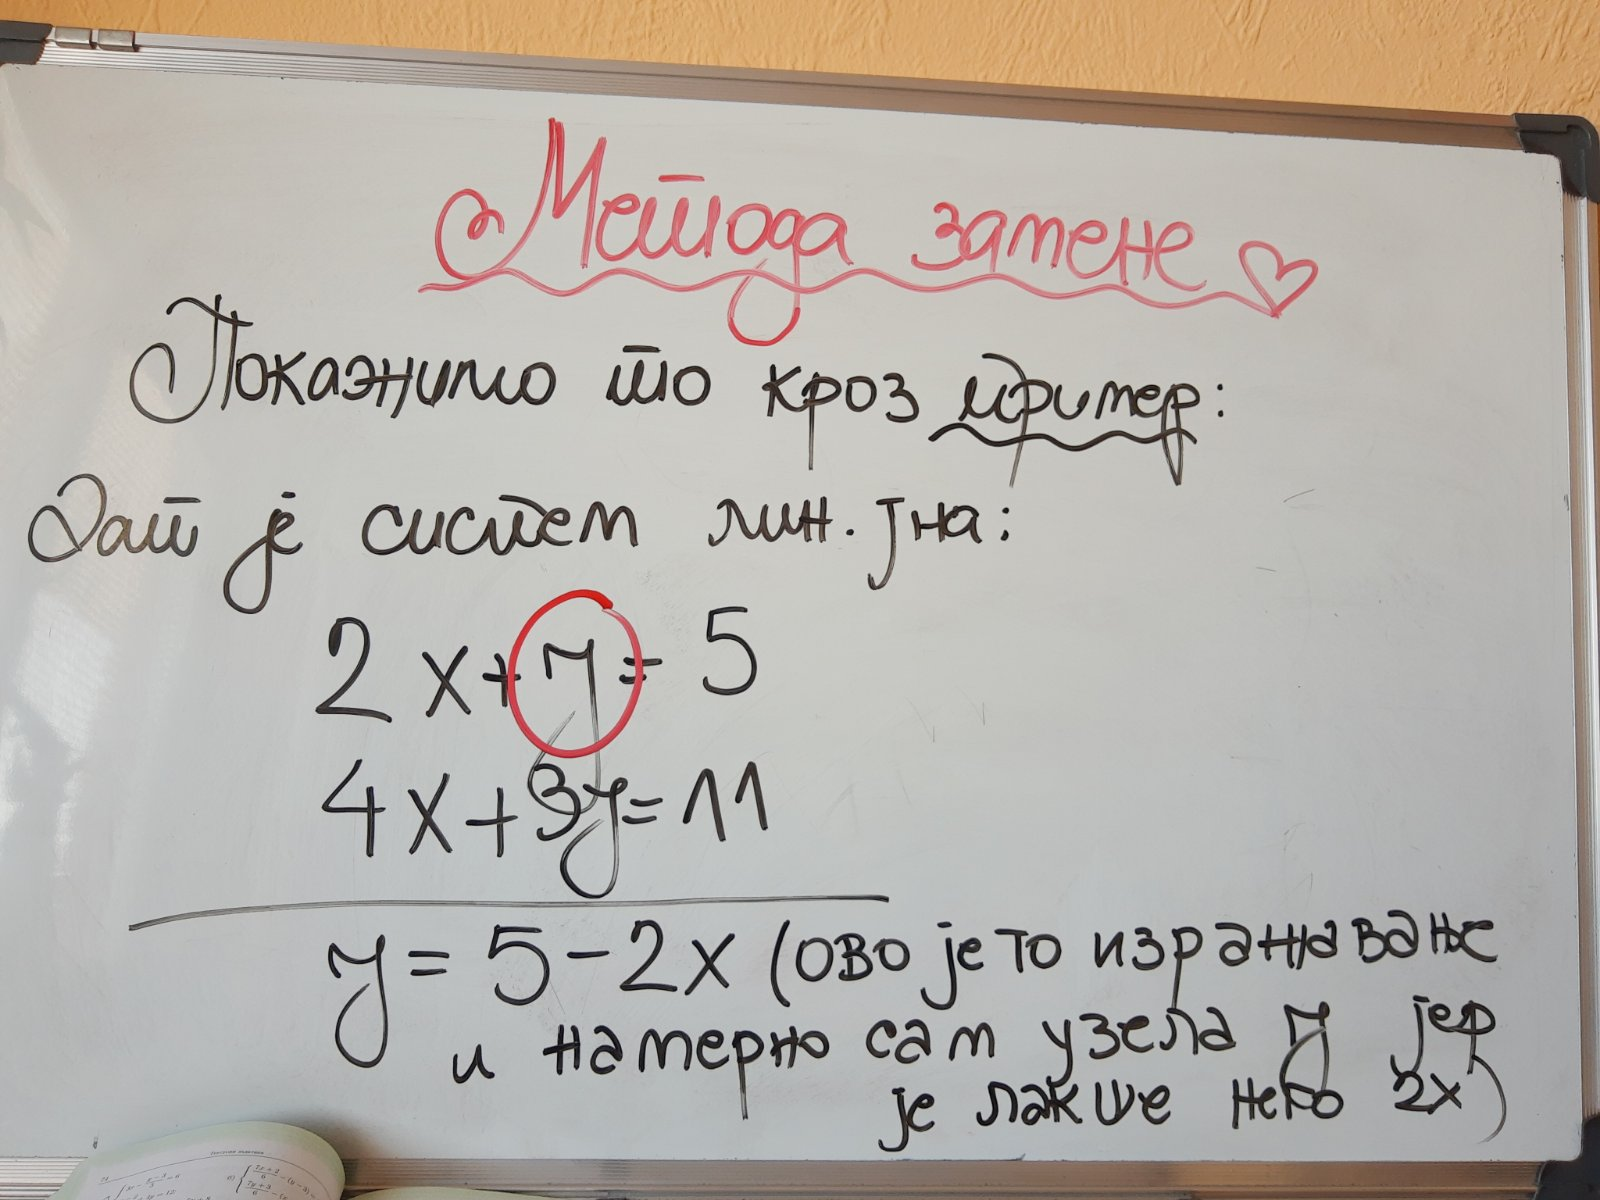 Метода замене
Покажимо то кроз пример:
Дат је систем лин. јна:
2x+y=5
4x+3y=11
y=5-2x (ово је то изражавање
и намерно сам узела y јер
је лакше него 2x)